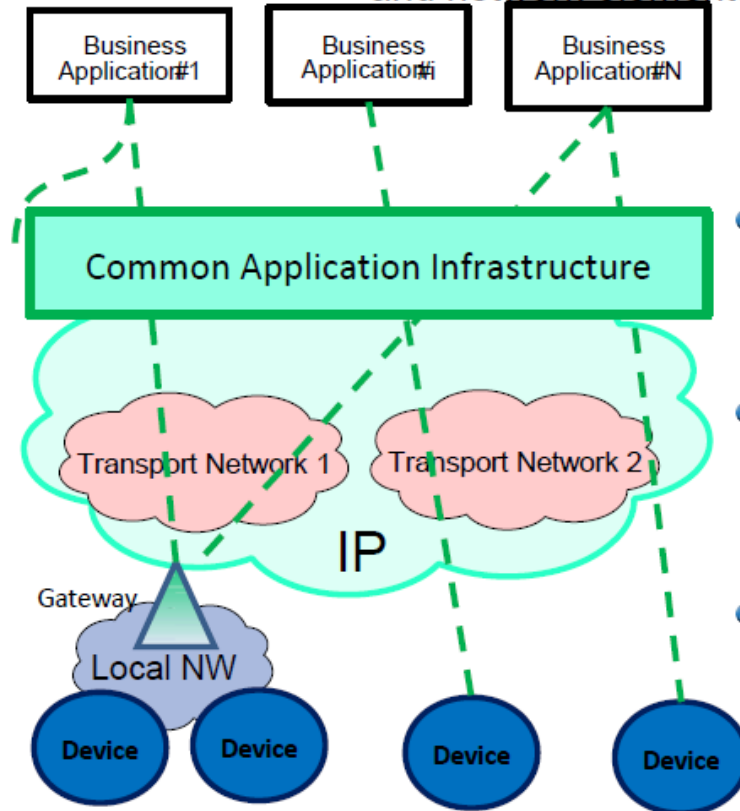 Business
Application#1
Business
Application#i
Business
Application#N
Common Application Infrastructure
Transport Network 1
Transport Network 2
IP
Gateway
Local NW
Device
Device
Device
Device